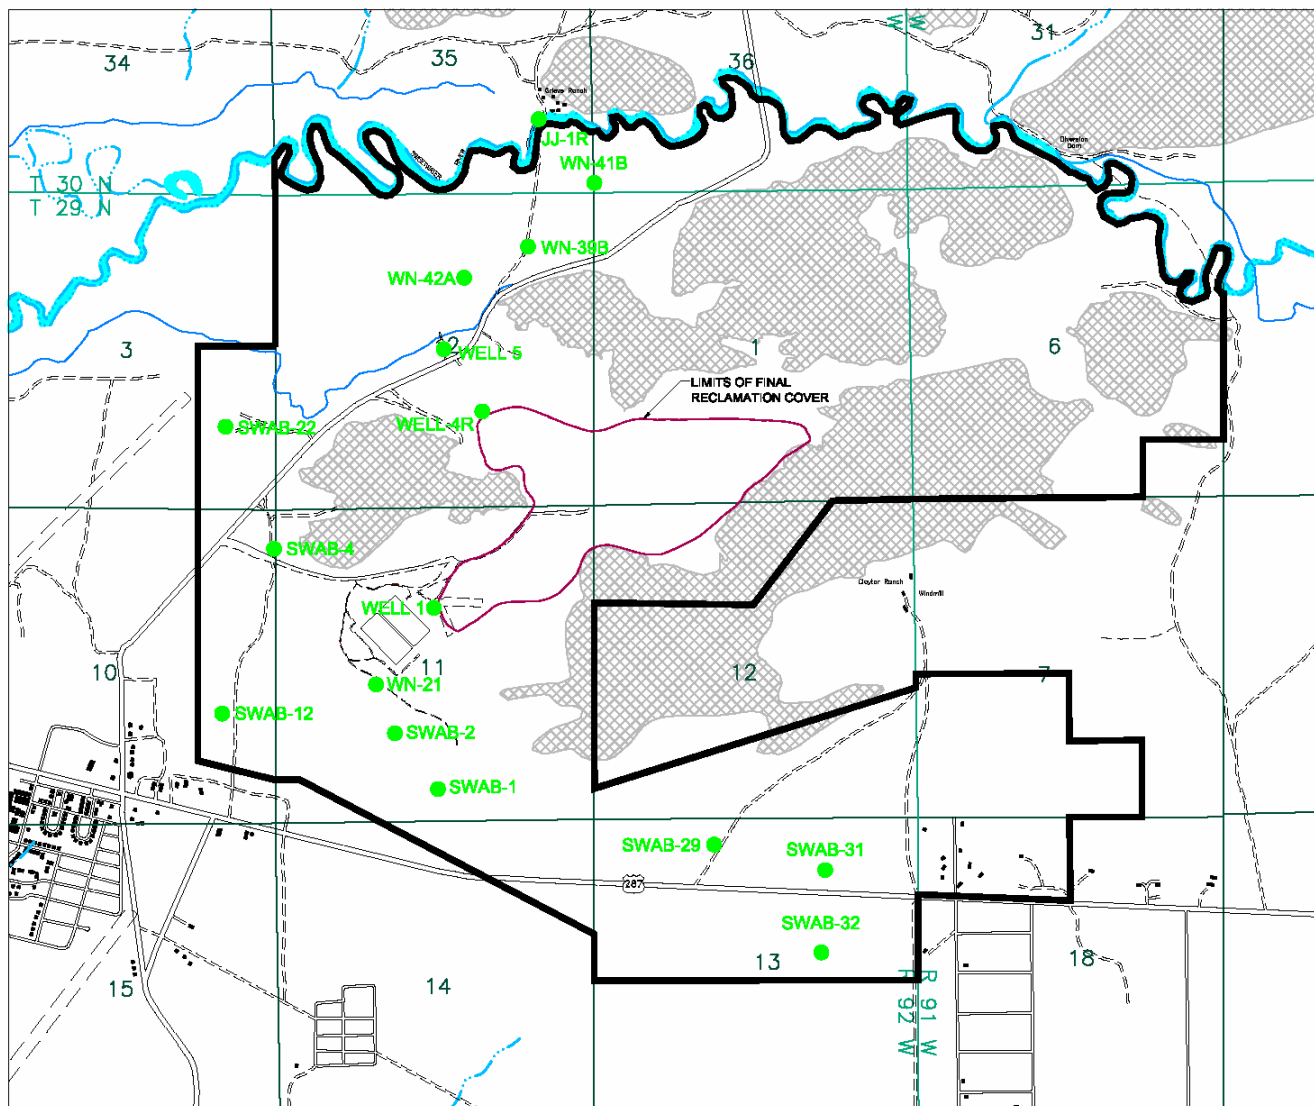 34
35
36
31
W
W
Grieve Ranch
JJ-1R
WN-41B
T 30 N
T 29 N
WN-39B
WN-42A
3
2
WELL 5
1
6
LIMITS OF FINAL
RECLAMATION COVER
WELL 4R
SWAB-22
SWAB-4
WELL 1
Windmill
10
11
12
7
WN-21
SWAB-12
SWAB-2
SWAB-1
SWAB-29
SWAB-31
287
SWAB-32
13
14
15
18
R 91 W
R 92 W